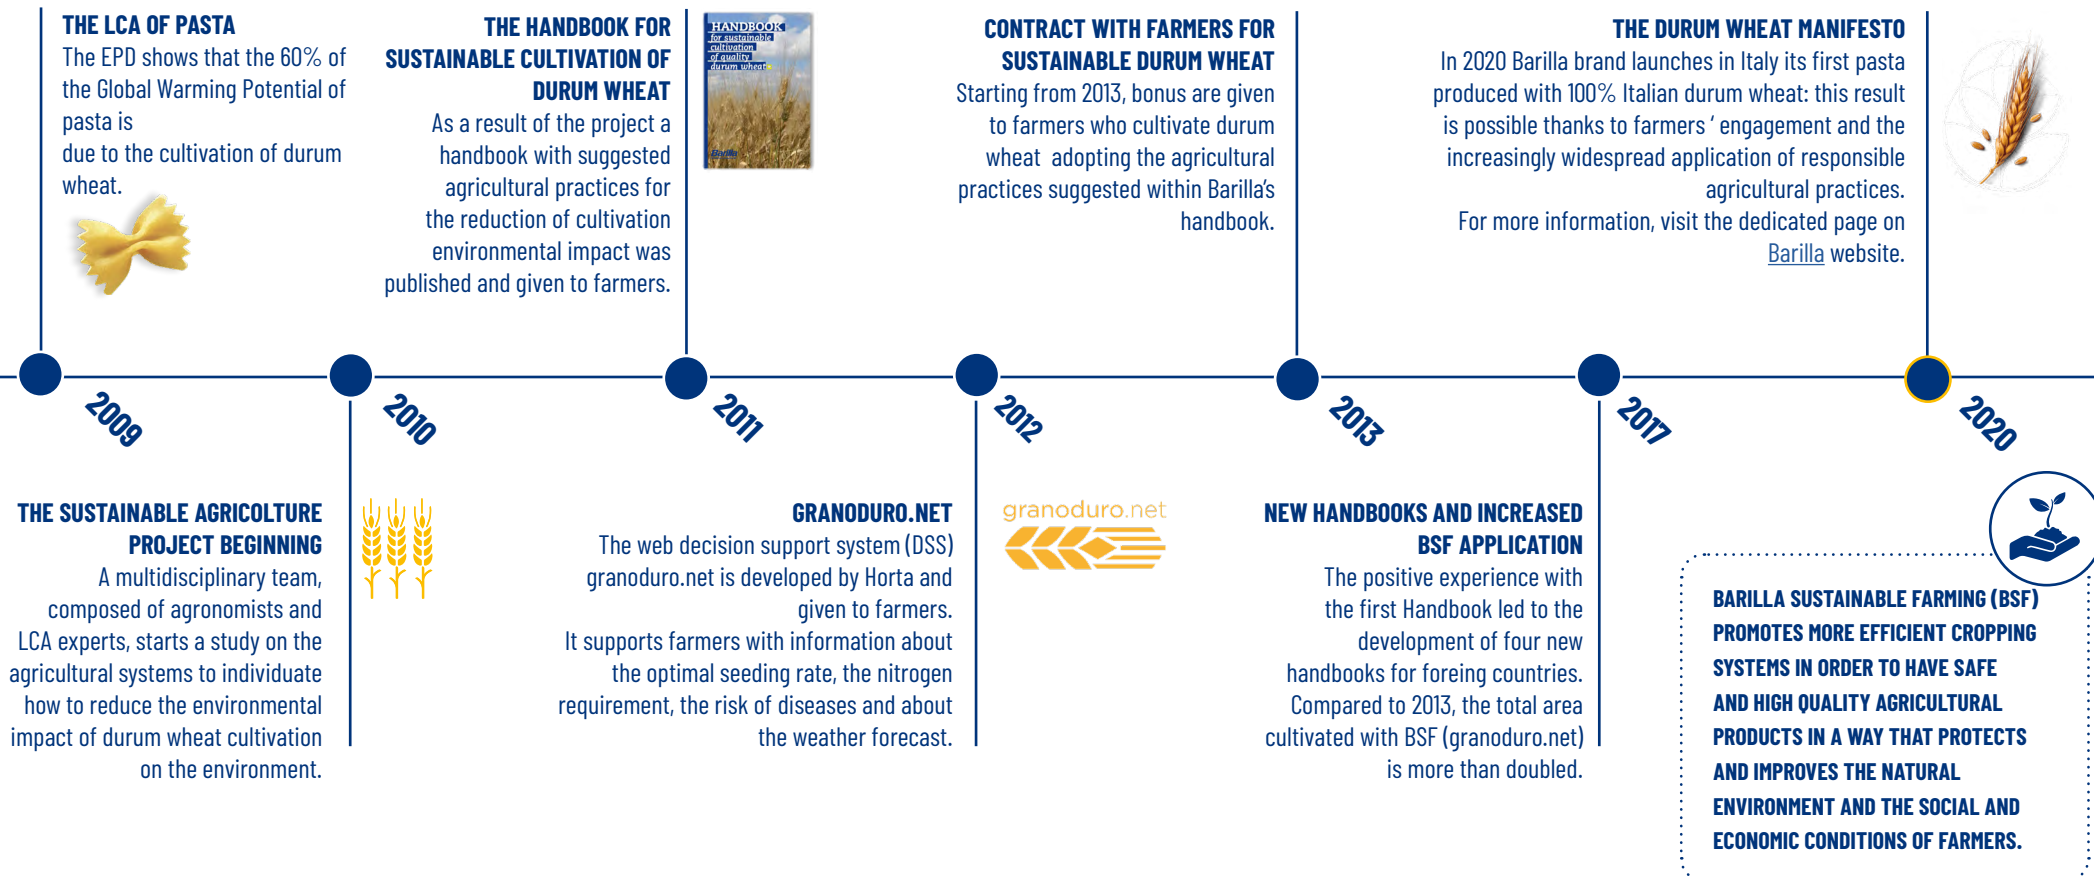 THE LCA OF PASTA
The EPD shows that the 60% of
the Global Warming Potential of
pasta is
due to the cultivation of durum
wheat.
THE HANDBOOK FOR
SUSTAINABLE CULTIVATION OF
DURUM WHEAT
As a result of the project a
handbook with suggested
agricultural practices for
the reduction of cultivation
environmental impact was
published and given to farmers.
HANDBOOK
for sustainable
cultivation
of quality
durum wheat
Barilla
CONTRACT WITH FARMERS FOR
SUSTAINABLE DURUM WHEAT
Starting from 2013, bonus are given
to farmers who cultivate durum
wheat adopting the agricultural
practices suggested within Barilla's
handbook.
THE DURUM WHEAT MANIFESTO
In 2020 Barilla brand launches in Italy its first pasta
produced with 100% Italian durum wheat: this result
is possible thanks to farmers ‘ engagement and the
increasingly widespread application of responsible
agricultural practices.
For more information, visit the dedicated page on
Barilla website.
2009
2010
2011
2012
2013
2017
2020
THE SUSTAINABLE AGRICOLTURE
PROJECT BEGINNING
A multidisciplinary team,
composed of agronomists and
LCA experts, starts a study on the
agricultural systems to individuate
how to reduce the environmental
impact of durum wheat cultivation
on the environment.
GRANODURO.NET
The web decision support system (DSS)
granoduro.net is developed by Horta and
given to farmers.
It supports farmers with information about
the optimal seeding rate, the nitrogen
requirement, the risk of diseases and about
the weather forecast.
granoduro.net
NEW HANDBOOKS AND INCREASED
BSF APPLICATION
The positive experience with
the first Handbook led to the
development of four new
handbooks for foreing countries.
Compared to 2013, the total area
cultivated with BSF (granoduro.net)
is more than doubled.
BARILLA SUSTAINABLE FARMING (BSF)
PROMOTES MORE EFFICIENT CROPPING
SYSTEMS IN ORDER TO HAVE SAFE
AND HIGH QUALITY AGRICULTURAL
PRODUCTS IN A WAY THAT PROTECTS
AND IMPROVES THE NATURAL
ENVIRONMENT AND THE SOCIAL AND
ECONOMIC CONDITIONS OF FARMERS.